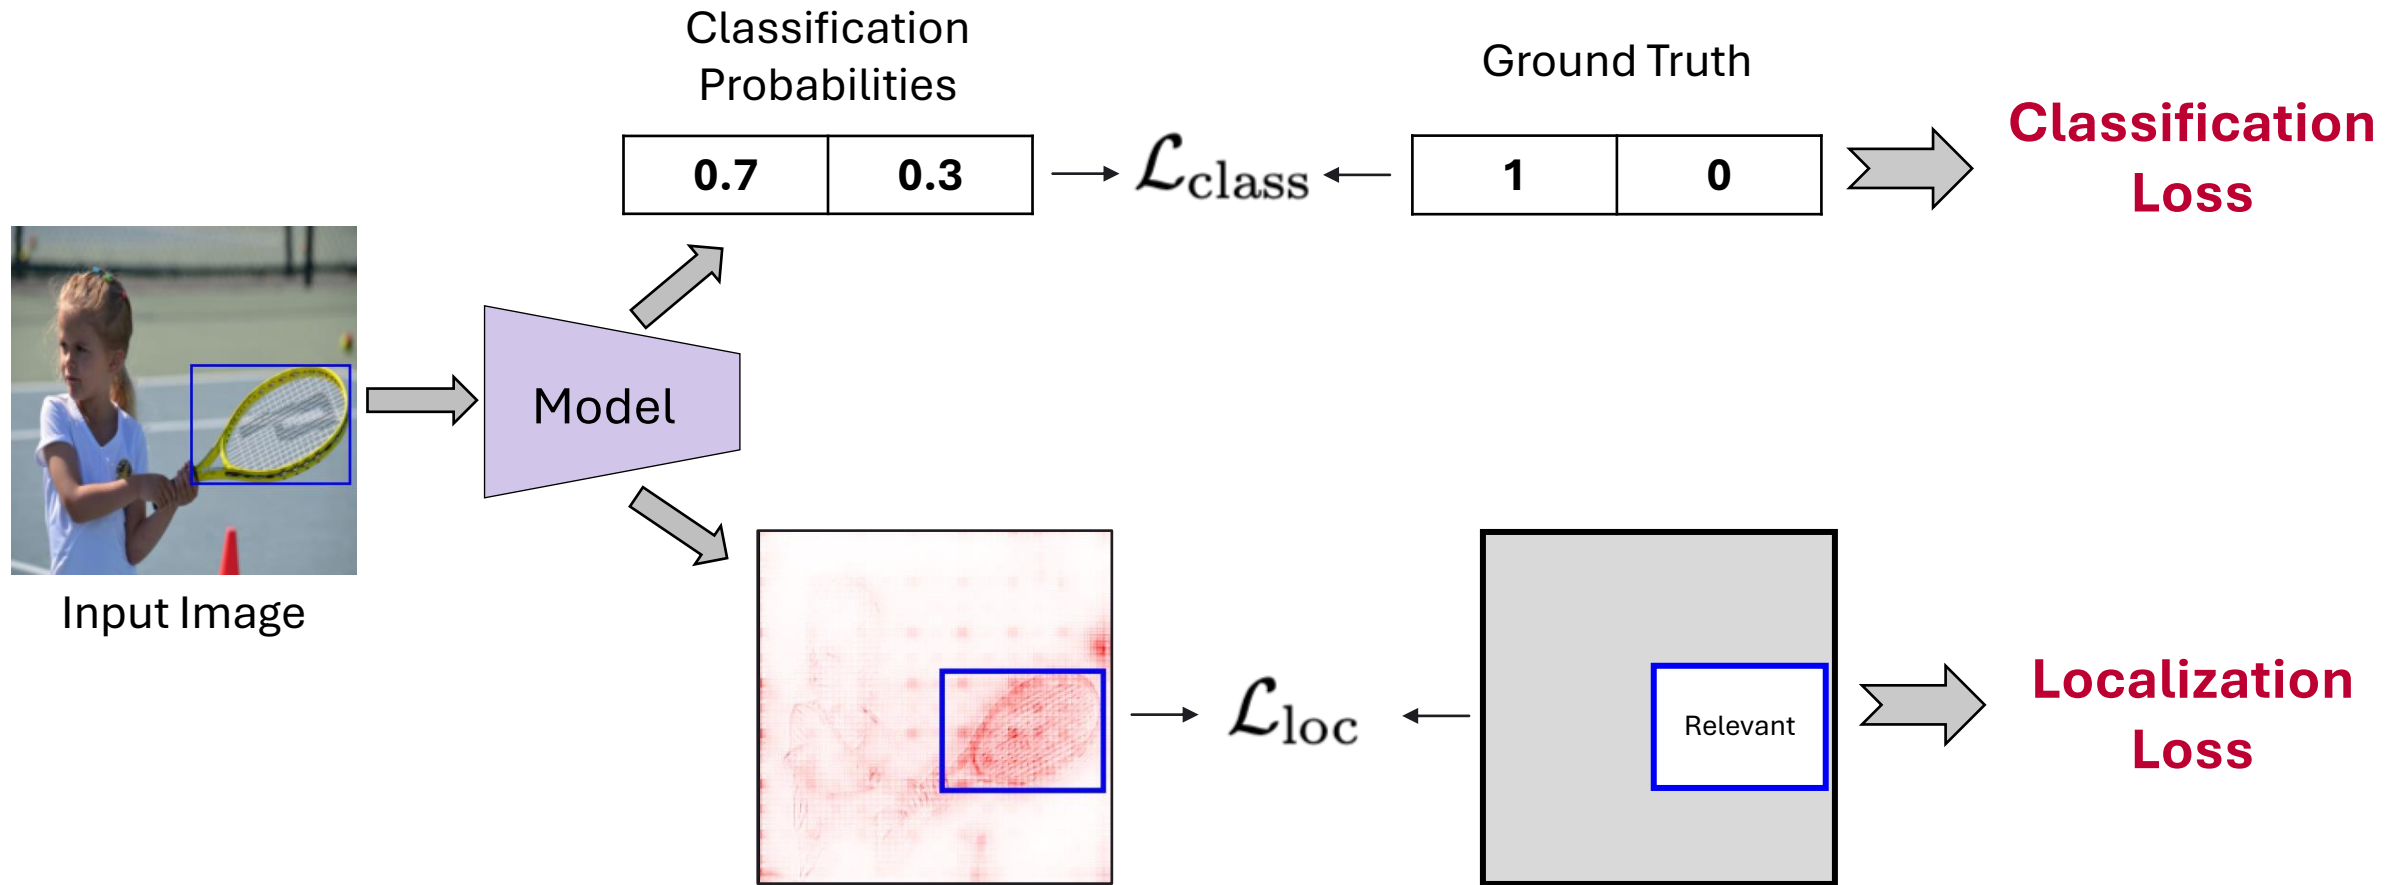 Classification
Probabilities
Ground Truth
0.7 0.3
ℒclass
1 0
Classification
Loss
Model
Input Image
ℒloc
Relevant
Localization
Loss